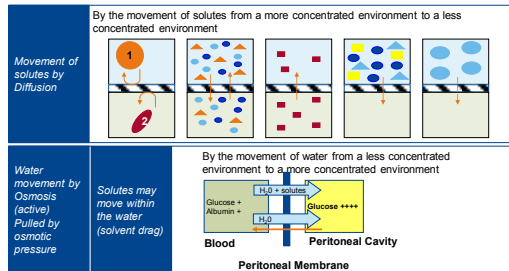 By the movement of solutes from a more concentrated environment to a less
concentrated environment
Movement of
solutes by
Diffusion
1
2
Water
movement by
Osmosis
(active)
Pulled by
osmotic
pressure
Solutes may
move within
the water
(solvent drag)
By the movement of water from a less concentrated
environment to a more concentrated environment
Glucose +
Albumin +
H20 + solutes
H20
Glucose ++++
Blood
Peritoneal Cavity
Peritoneal Membrane